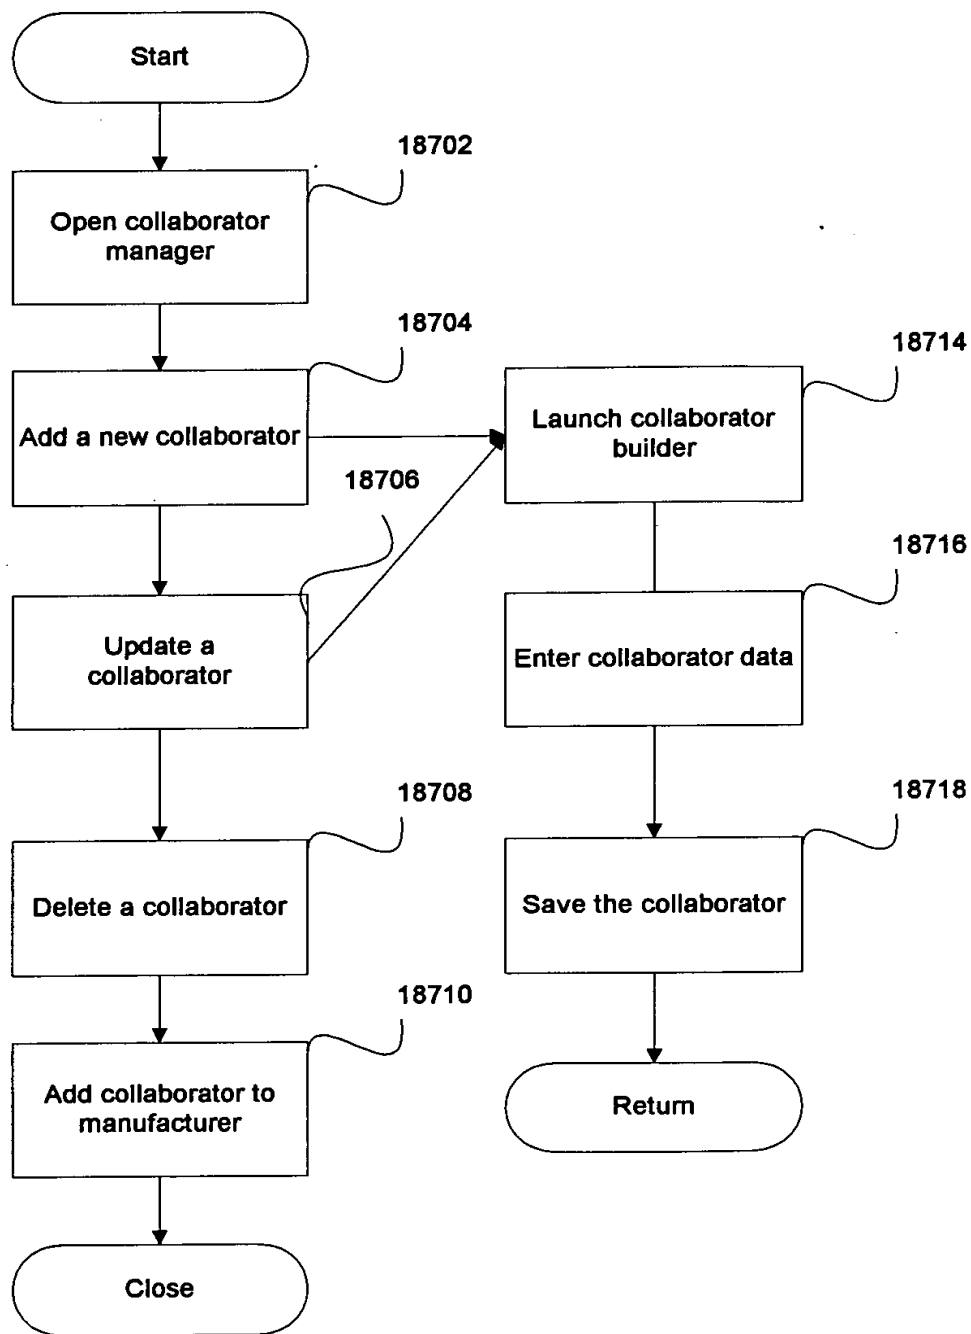 Start
18702
Open collaborator
manager
18704
Add a new collaborator
18706
Update a
collaborator
18708
Delete a collaborator
18710
Add collaborator to
manufacturer
Close
18714
Launch collaborator
builder
18716
Enter collaborator data
18718
Save the collaborator
Return